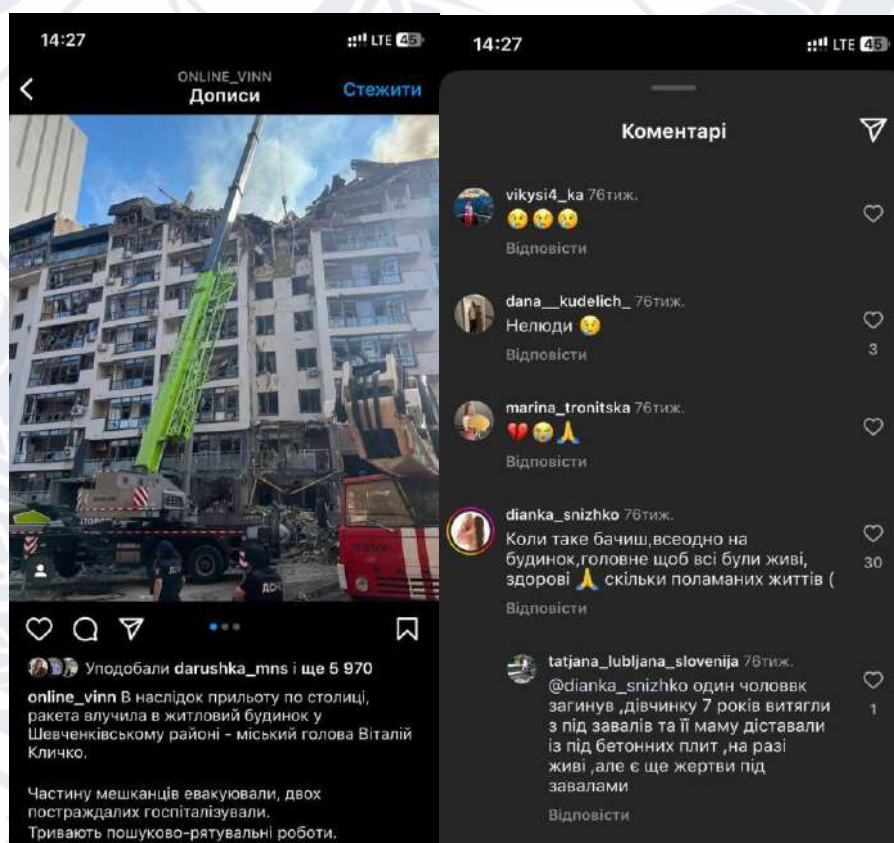 14:27
LTE 45
ONLINE_VINN
Дописи
Стежити
ДСН
Уподобали darushka_mns і ще 5 970
online_vinn В наслідок прильоту по столиці,
ракета влучила в житловий будинок у
Шевченківському районі - міський голова Віталій
Кличко.
Частину мешканців евакуювали, двох
постраждалих госпіталізували.
Тривають пошуково-рятувальні роботи.
14:27
LTE 45
Коментарі
vikysi4_ka 76тиж.
😢😢😢
Відповісти
dana__kudelich_ 76тиж.
Нелюди 😢
3
Відповісти
marina_tronitska 76тиж.
💔😭🙏
Відповісти
dianka_snizhko 76тиж.
Коли таке бачиш,всеодно на
будинок,головне щоб всі були живі,
здорові 🙏 скільки поламаних життів (
30
Відповісти
tatjana_lubljana_slovenija 76тиж.
@dianka_snizhko один чоловвк
загинув ,дівчинку 7 років витягли
з під завалів та її маму діставали
із під бетонних плит ,на разі
живі ,але є ще жертви під
завалами
1
Відповісти